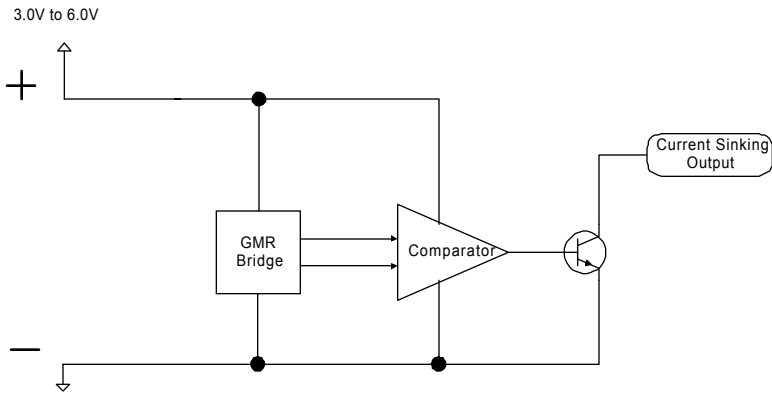 3.0V to 6.0V
+
Current Sinking
Output
GMR
Bridge
Comparator
−